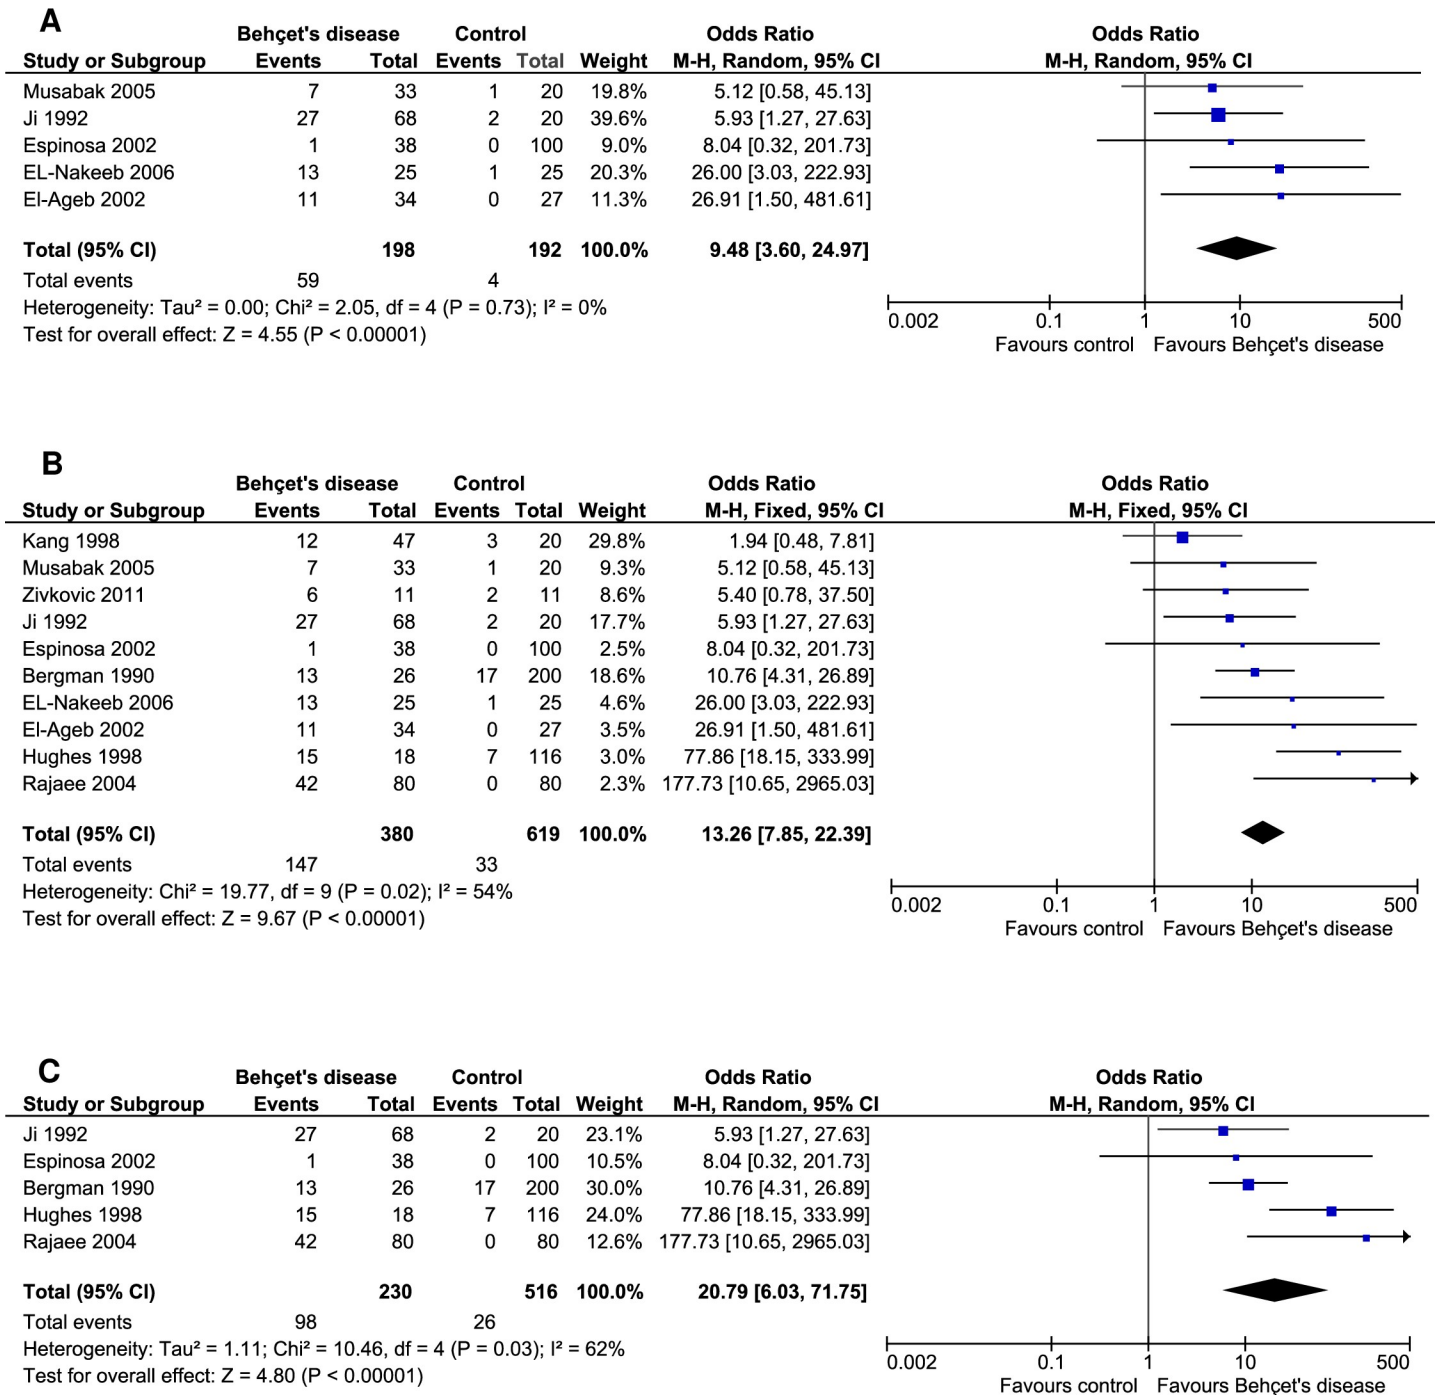 A
Behçet's disease Control Odds Ratio Odds Ratio
Study or Subgroup Events Total Events Total Weight M-H, Random, 95% CI M-H, Random, 95% CI
Musabak 2005 7 33 1 20 19.8% 5.12 [0.58, 45.13]
Ji 1992 27 68 2 20 39.6% 5.93 [1.27, 27.63]
Espinosa 2002 1 38 0 100 9.0% 8.04 [0.32, 201.73]
EL-Nakeeb 2006 13 25 1 25 20.3% 26.00 [3.03, 222.93]
El-Ageb 2002 11 34 0 27 11.3% 26.91 [1.50, 481.61]
Total (95% CI) 198 192 100.0% 9.48 [3.60, 24.97]
Total events 59 4
Heterogeneity: Tau² = 0.00; Chi² = 2.05, df = 4 (P = 0.73); I² = 0%
Test for overall effect: Z = 4.55 (P < 0.00001)
0.002 0.1 1 10 500
Favours control Favours Behçet's disease
B
Behçet's disease Control Odds Ratio Odds Ratio
Study or Subgroup Events Total Events Total Weight M-H, Fixed, 95% CI M-H, Fixed, 95% CI
Kang 1998 12 47 3 20 29.8% 1.94 [0.48, 7.81]
Musabak 2005 7 33 1 20 9.3% 5.12 [0.58, 45.13]
Zivkovic 2011 6 11 2 11 8.6% 5.40 [0.78, 37.50]
Ji 1992 27 68 2 20 17.7% 5.93 [1.27, 27.63]
Espinosa 2002 1 38 0 100 2.5% 8.04 [0.32, 201.73]
Bergman 1990 13 26 17 200 18.6% 10.76 [4.31, 26.89]
EL-Nakeeb 2006 13 25 1 25 4.6% 26.00 [3.03, 222.93]
El-Ageb 2002 11 34 0 27 3.5% 26.91 [1.50, 481.61]
Hughes 1998 15 18 7 116 3.0% 77.86 [18.15, 333.99]
Rajaee 2004 42 80 0 80 2.3% 177.73 [10.65, 2965.03]
Total (95% CI) 380 619 100.0% 13.26 [7.85, 22.39]
Total events 147 33
Heterogeneity: Chi² = 19.77, df = 9 (P = 0.02); I² = 54%
Test for overall effect: Z = 9.67 (P < 0.00001)
0.002 0.1 1 10 500
Favours control Favours Behçet's disease
C
Behçet's disease Control Odds Ratio Odds Ratio
Study or Subgroup Events Total Events Total Weight M-H, Random, 95% CI M-H, Random, 95% CI
Ji 1992 27 68 2 20 23.1% 5.93 [1.27, 27.63]
Espinosa 2002 1 38 0 100 10.5% 8.04 [0.32, 201.73]
Bergman 1990 13 26 17 200 30.0% 10.76 [4.31, 26.89]
Hughes 1998 15 18 7 116 24.0% 77.86 [18.15, 333.99]
Rajaee 2004 42 80 0 80 12.6% 177.73 [10.65, 2965.03]
Total (95% CI) 230 516 100.0% 20.79 [6.03, 71.75]
Total events 98 26
Heterogeneity: Tau² = 1.11; Chi² = 10.46, df = 4 (P = 0.03); I² = 62%
Test for overall effect: Z = 4.80 (P < 0.00001)
0.002 0.1 1 10 500
Favours control Favours Behçet's disease